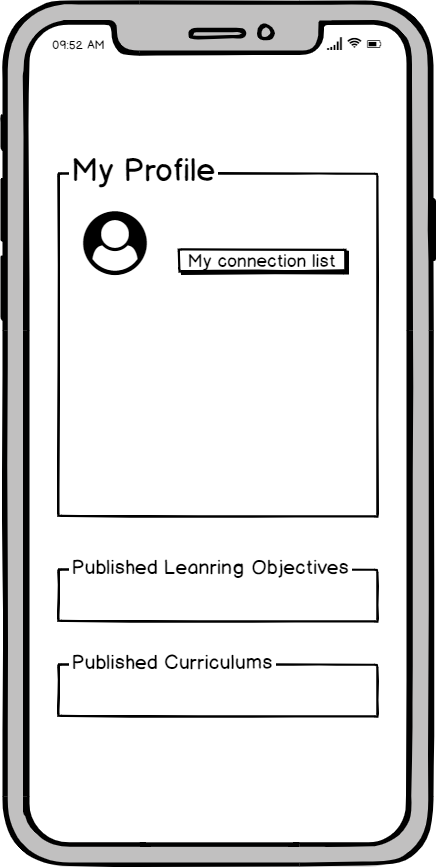 09:52 AM
My Profile
My connection list
Published Leanring Objectives
Published Curriculums